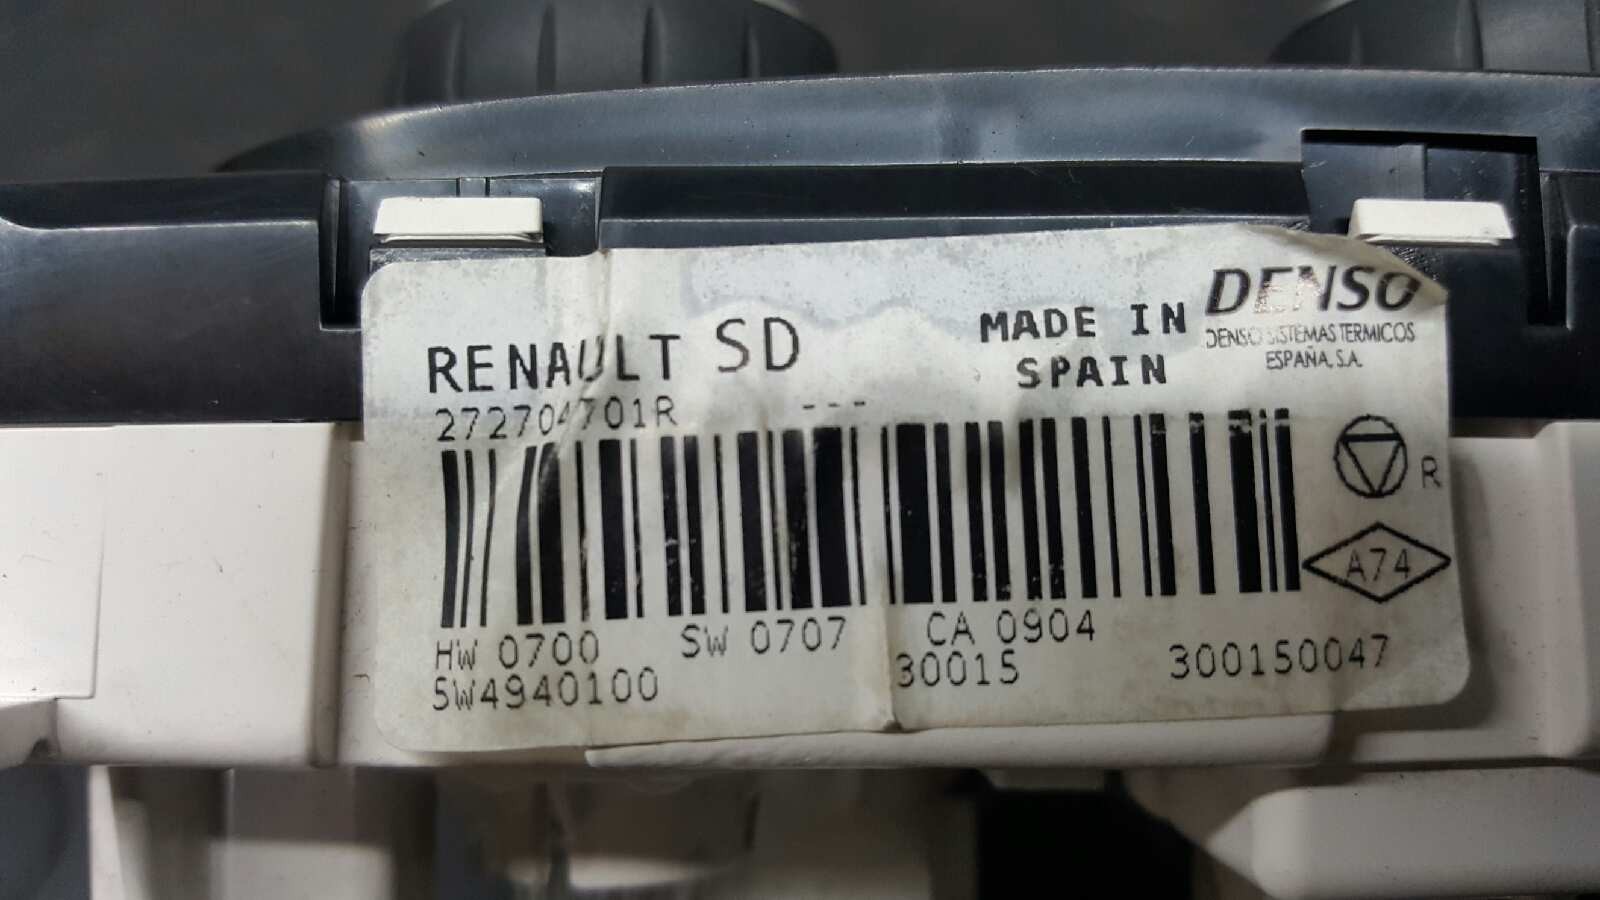 RENAULT SD
MADE IN
SPAIN
DENSO
DENSO SISTEMAS TERMICOS
ESPAÑA, S.A.
272704701R ---
R
A74
HW 0700 SW 0707 CA 0904
SW4940100 30015 300150047